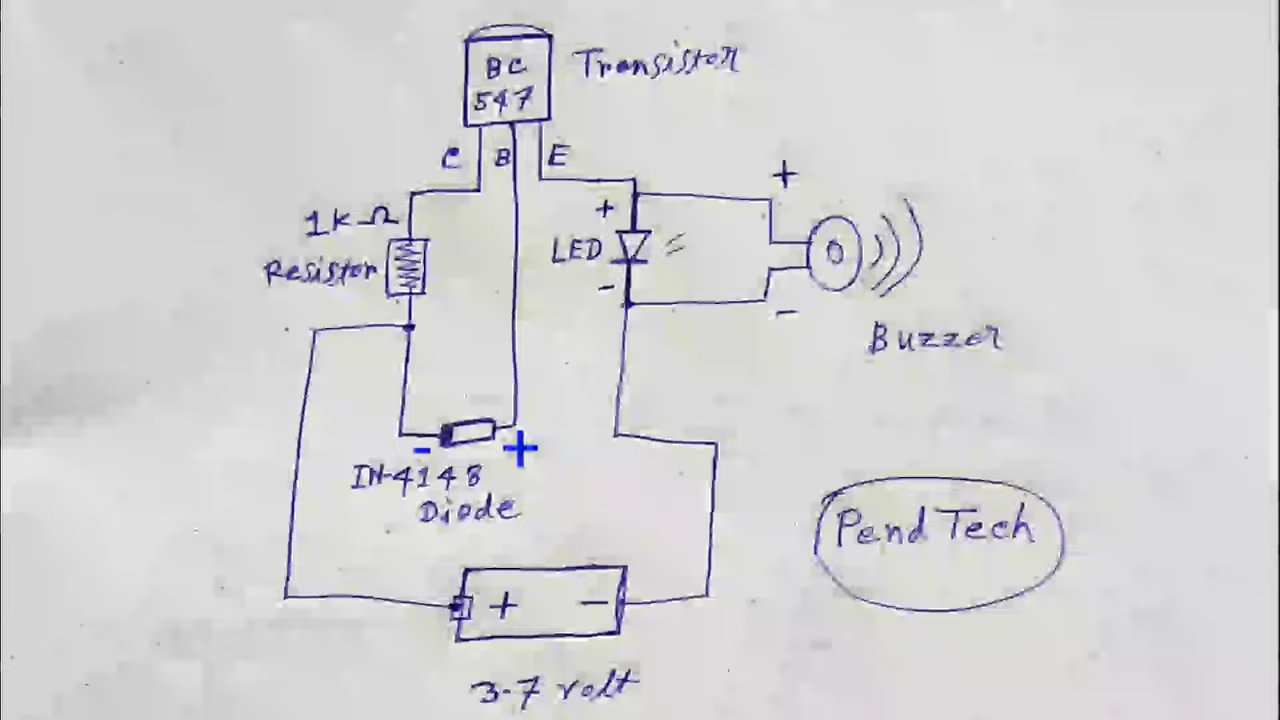 BC
547
Transistor
C B E
1K Ω
Resistor
+
LED
-
+
-
Buzzer
- +
IN-4148
Diode
Pend Tech
+ -
3-7 volt